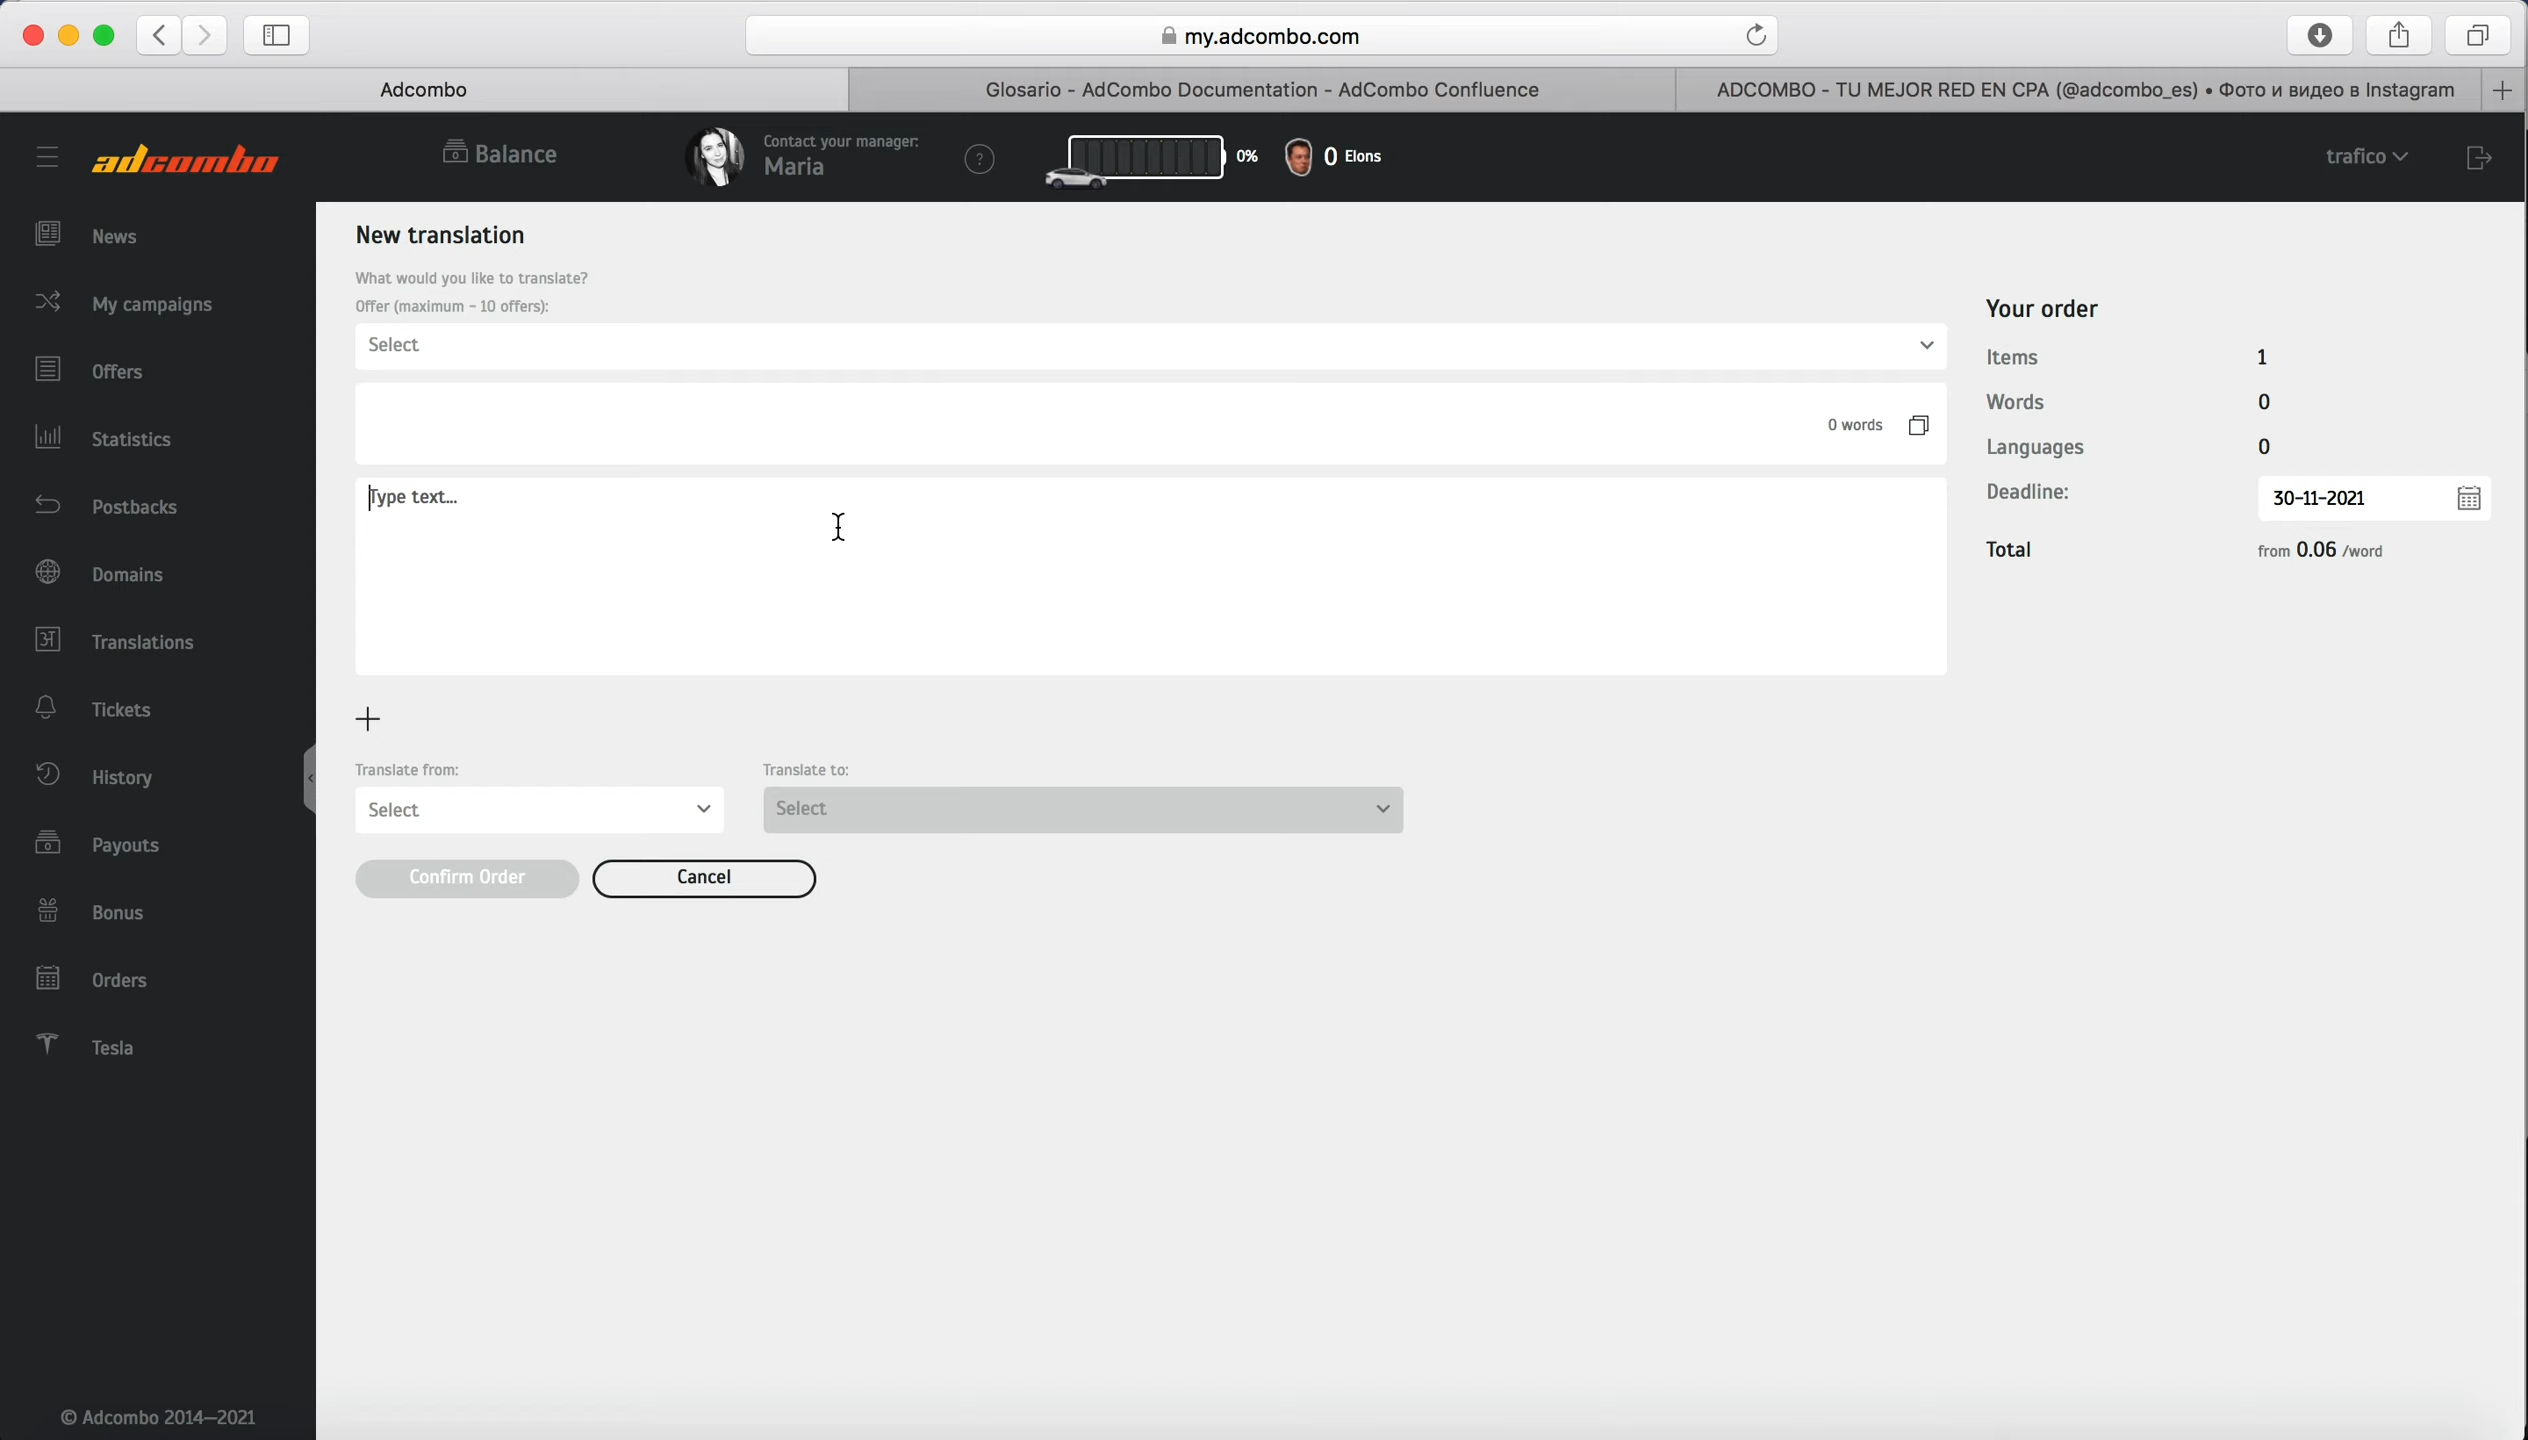 my.adcombo.com
Adcombo
Glosario - AdCombo Documentation - AdCombo Confluence
ADCOMBO - TU MEJOR RED EN CPA (@adcombo_es) • Фото и видео в Instagram
adcombo
Balance
Contact your manager:
Maria
?
0%
0 Elons
trafico
News
My campaigns
Offers
Statistics
Postbacks
Domains
Translations
Tickets
History
Payouts
Bonus
Orders
Tesla
© Adcombo 2014—2021
New translation
What would you like to translate?
Offer (maximum - 10 offers):
Select
0 words
Type text...
Translate from:
Select
Translate to:
Select
Confirm Order
Cancel
Your order
Items 1
Words 0
Languages 0
Deadline: 30-11-2021
Total from 0.06 /word